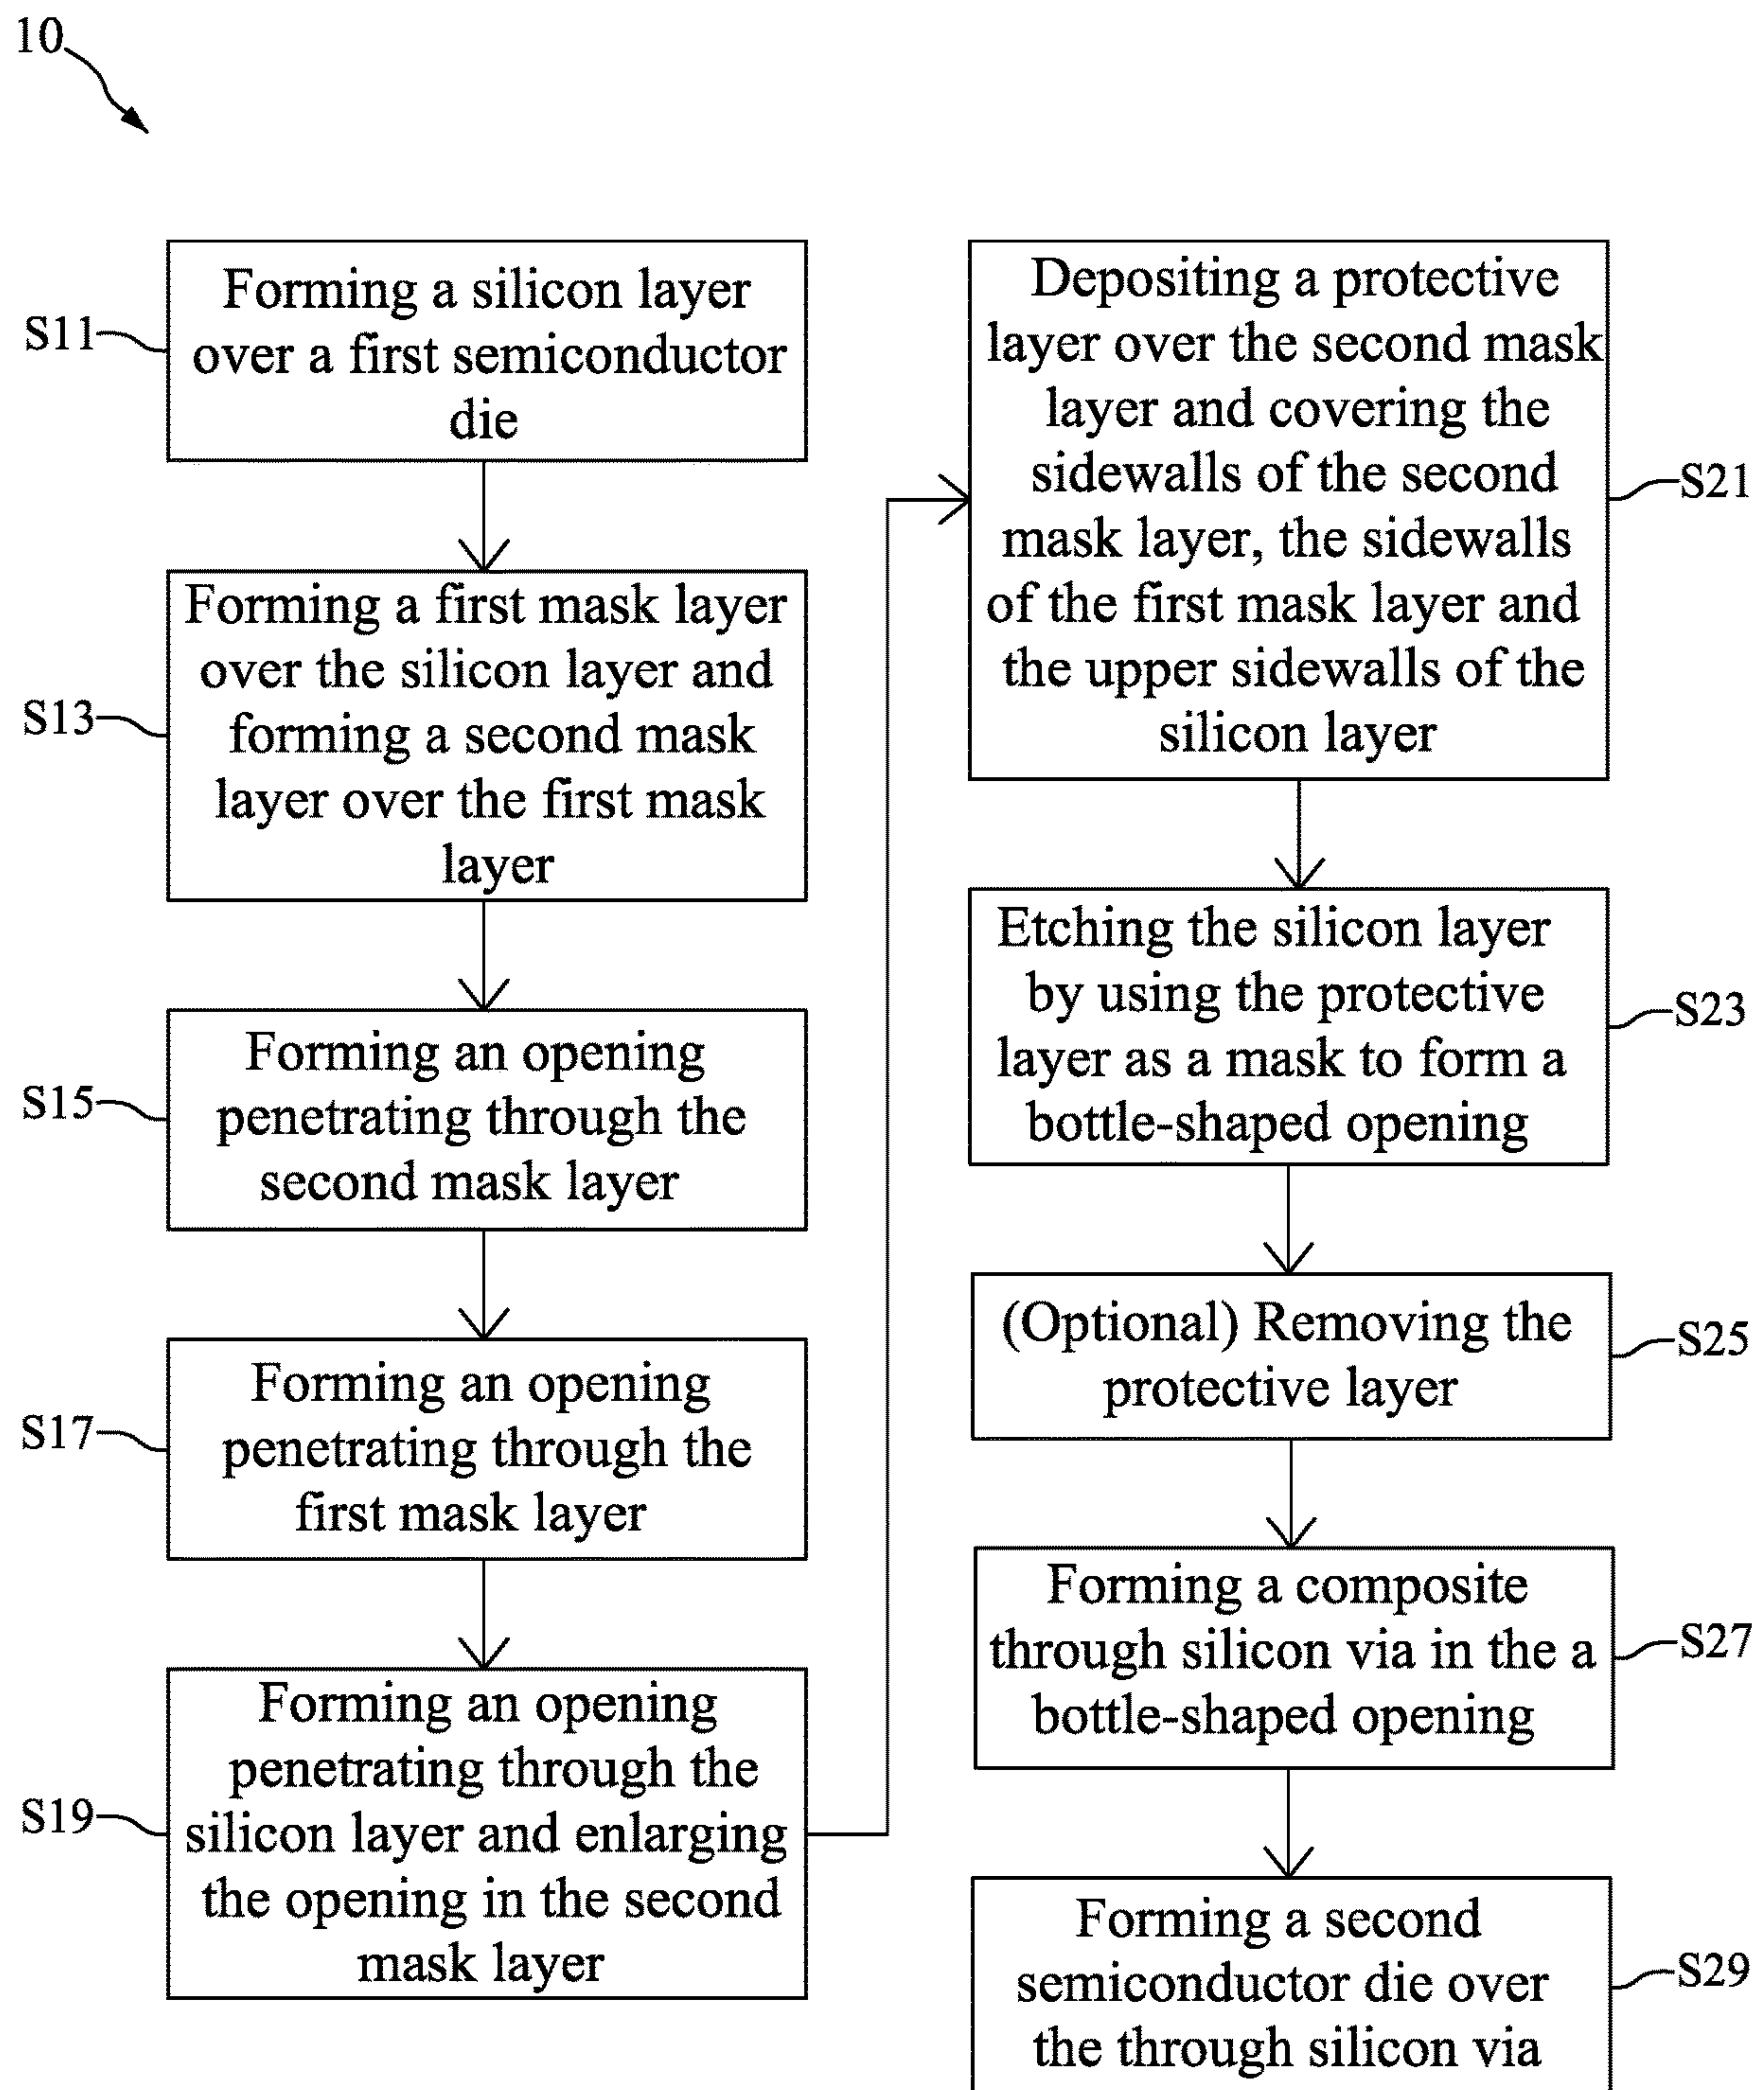 10
S11
Forming a silicon layer
over a first semiconductor
die
S13
Forming a first mask layer
over the silicon layer and
forming a second mask
layer over the first mask
layer
S15
Forming an opening
penetrating through the
second mask layer
S17
Forming an opening
penetrating through the
first mask layer
S19
Forming an opening
penetrating through the
silicon layer and enlarging
the opening in the second
mask layer
Depositing a protective
layer over the second mask
layer and covering the
sidewalls of the second
mask layer, the sidewalls
of the first mask layer and
the upper sidewalls of the
silicon layer
S21
Etching the silicon layer
by using the protective
layer as a mask to form a
bottle-shaped opening
S23
(Optional) Removing the
protective layer
S25
Forming a composite
through silicon via in the a
bottle-shaped opening
S27
Forming a second
semiconductor die over
the through silicon via
S29